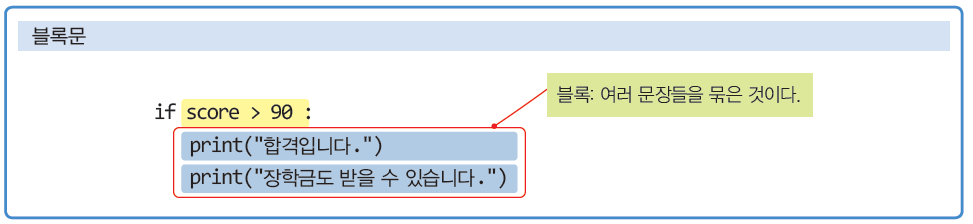 블록문
if score > 90 :
블록: 여러 문장들을 묶은 것이다.
print("합격입니다.")
print("장학금도 받을 수 있습니다.")